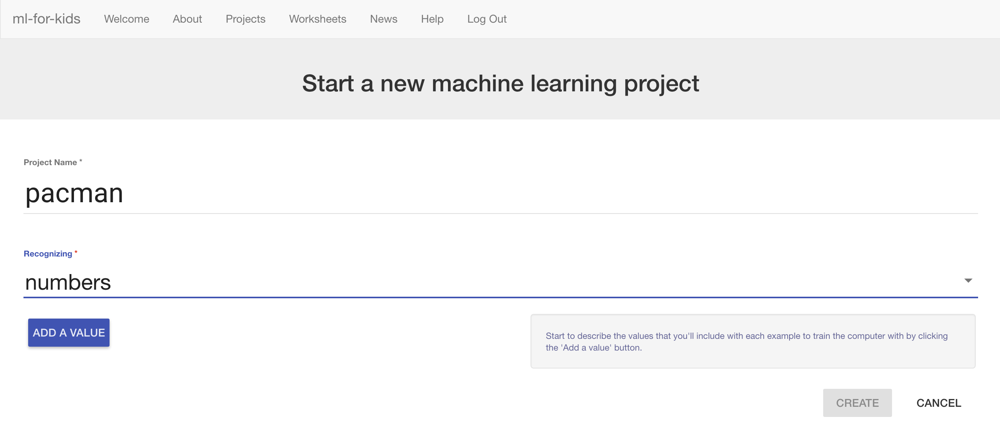 ml-for-kids Welcome About Projects Worksheets News Help Log Out
Start a new machine learning project
Project Name *
pacman
Recognizing *
numbers
ADD A VALUE
Start to describe the values that you'll include with each example to train the computer with by clicking
the 'Add a value' button.
CREATE CANCEL